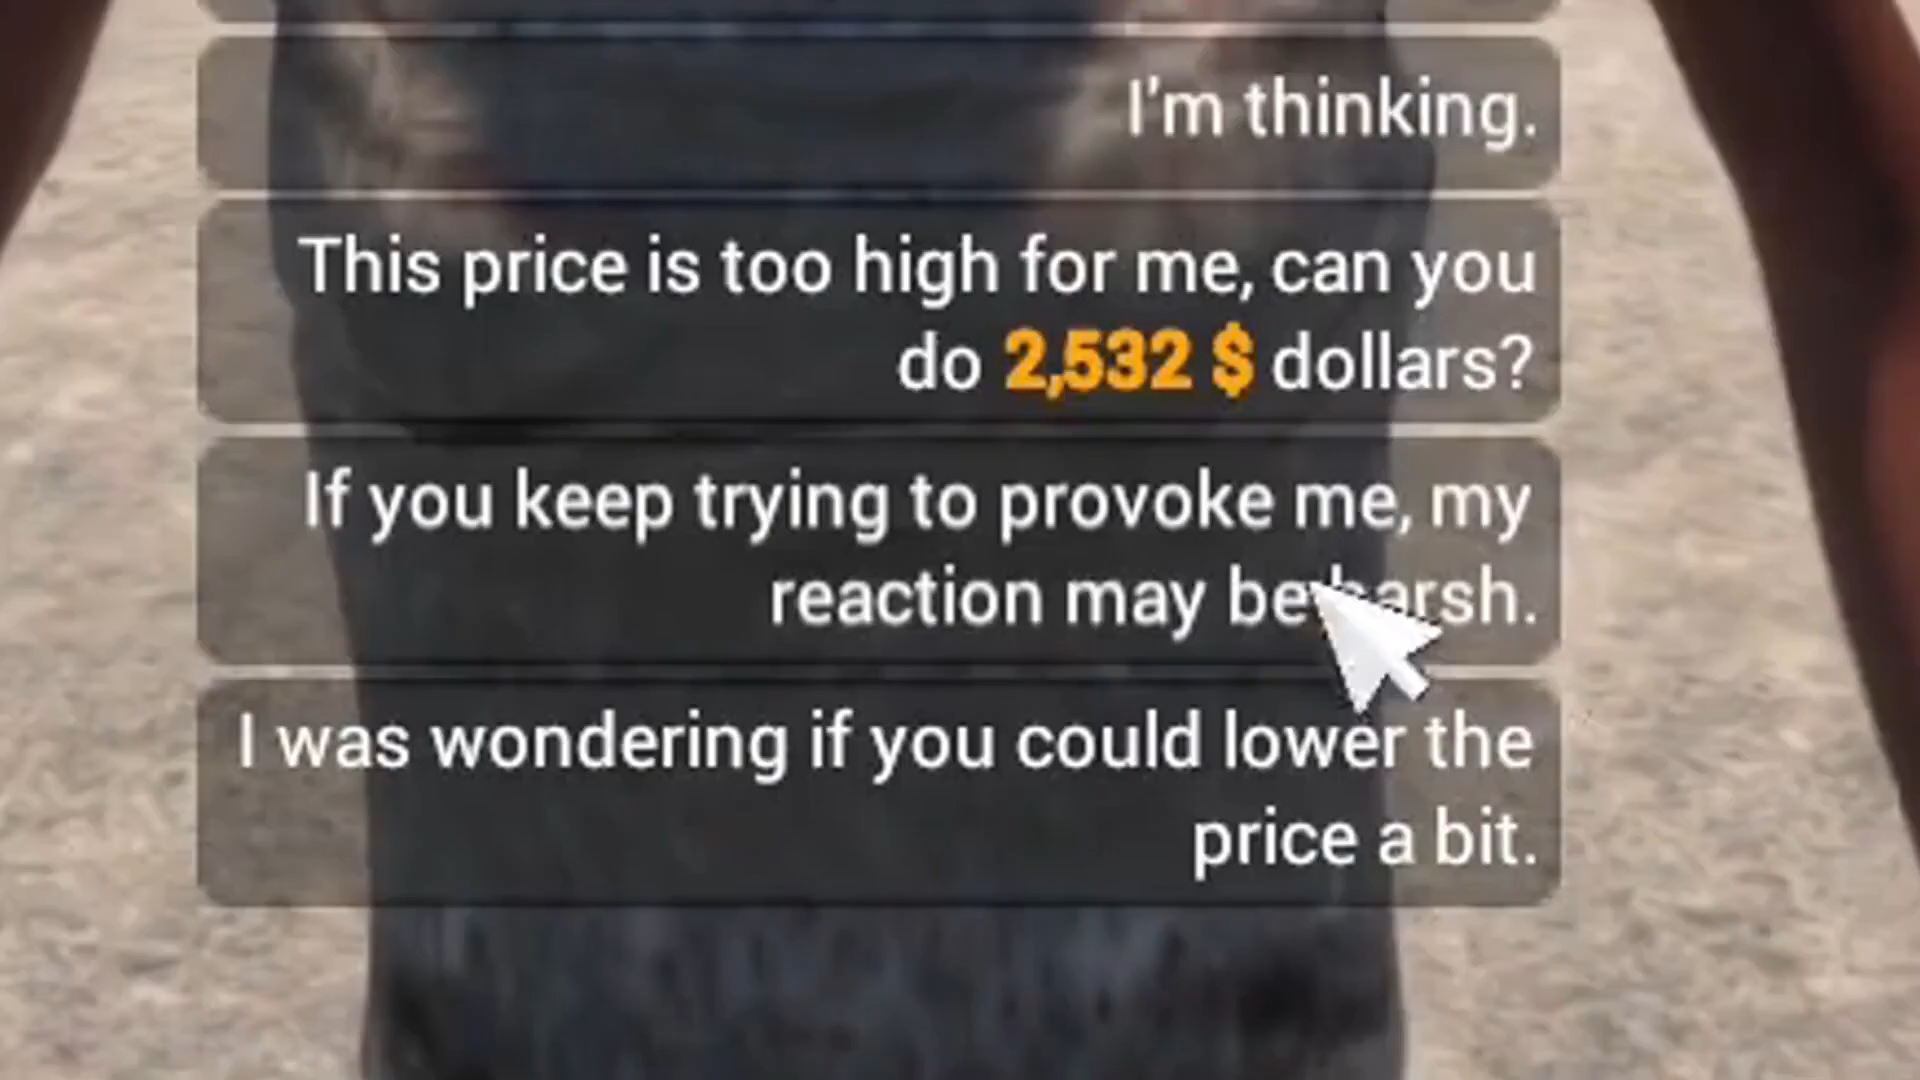 I'm thinking.
This price is too high for me, can you
do 2,532 $ dollars?
If you keep trying to provoke me, my
reaction may be harsh.
I was wondering if you could lower the
price a bit.